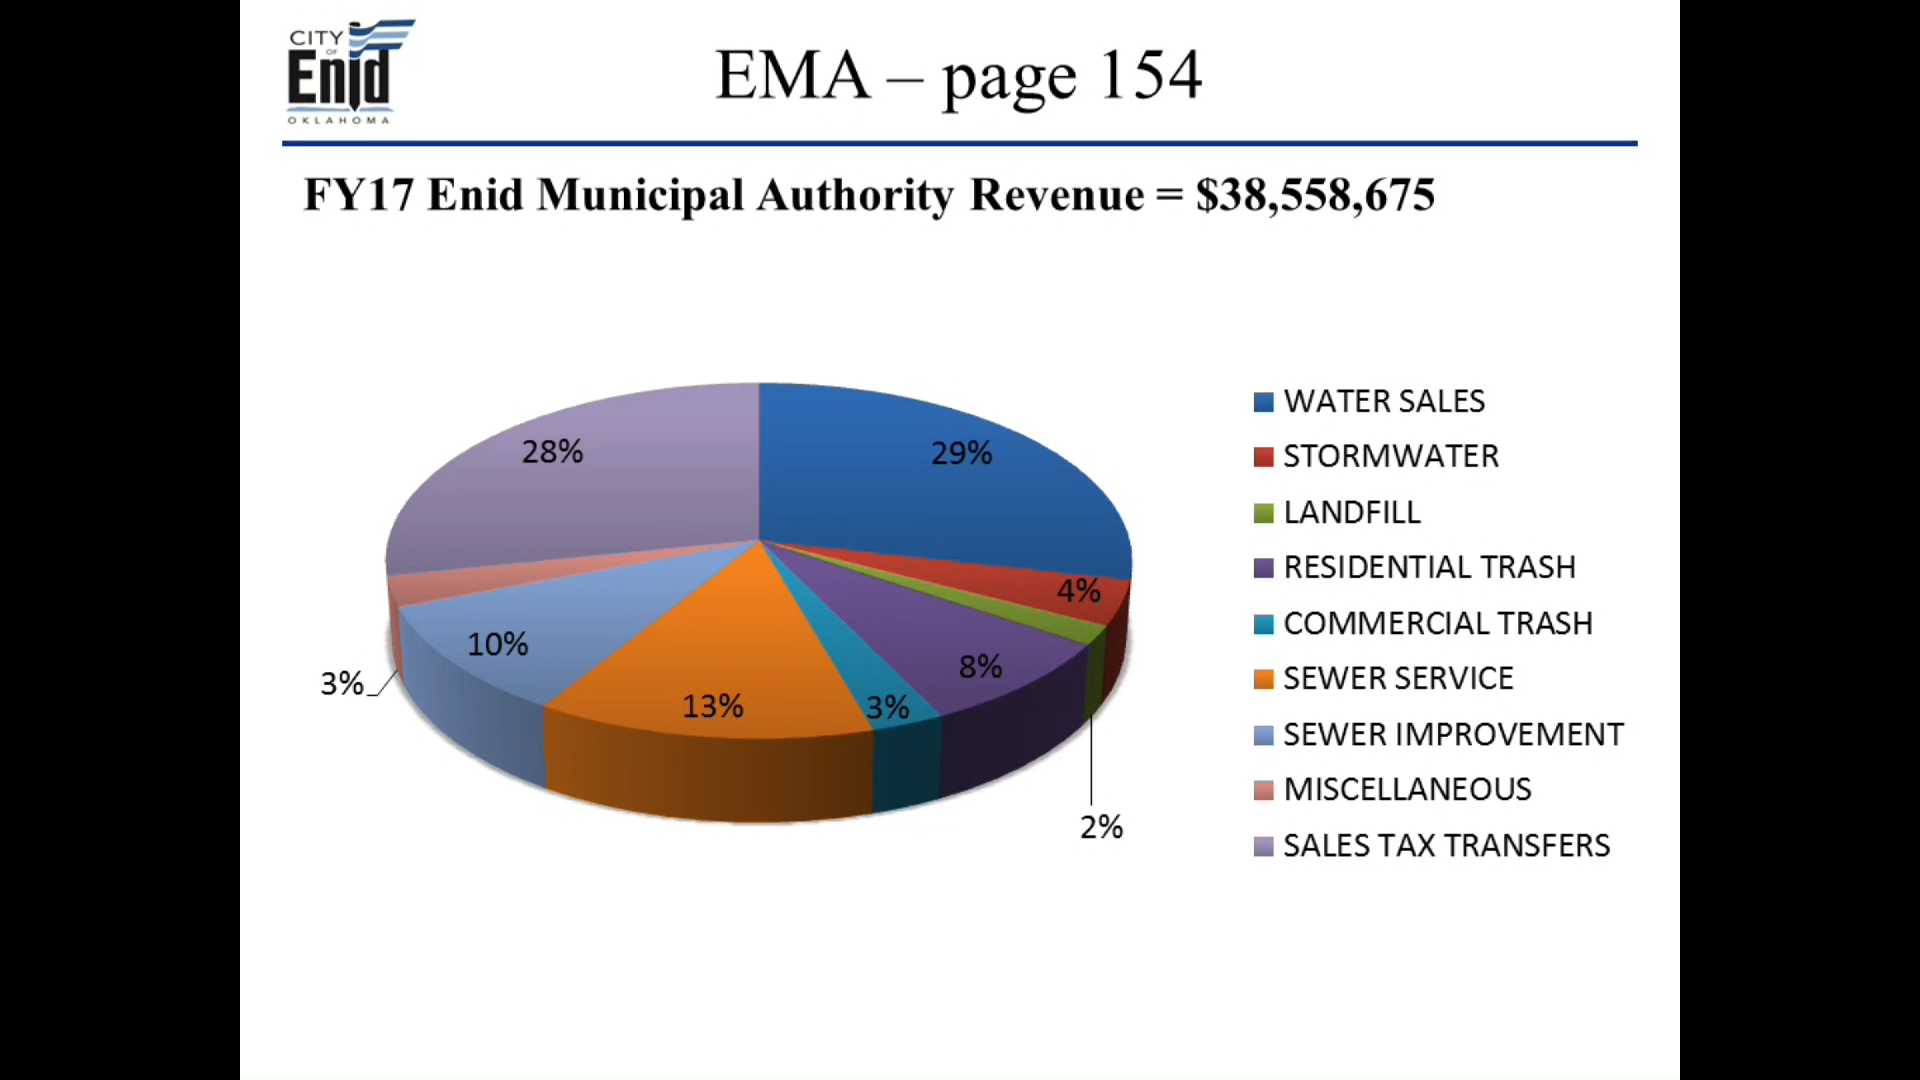 CITY
OF
Enid
OKLAHOMA
EMA – page 154
FY17 Enid Municipal Authority Revenue = $38,558,675
28%
29%
4%
10%
3%
8%
13%
3%
2%
WATER SALES
STORMWATER
LANDFILL
RESIDENTIAL TRASH
COMMERCIAL TRASH
SEWER SERVICE
SEWER IMPROVEMENT
MISCELLANEOUS
SALES TAX TRANSFERS